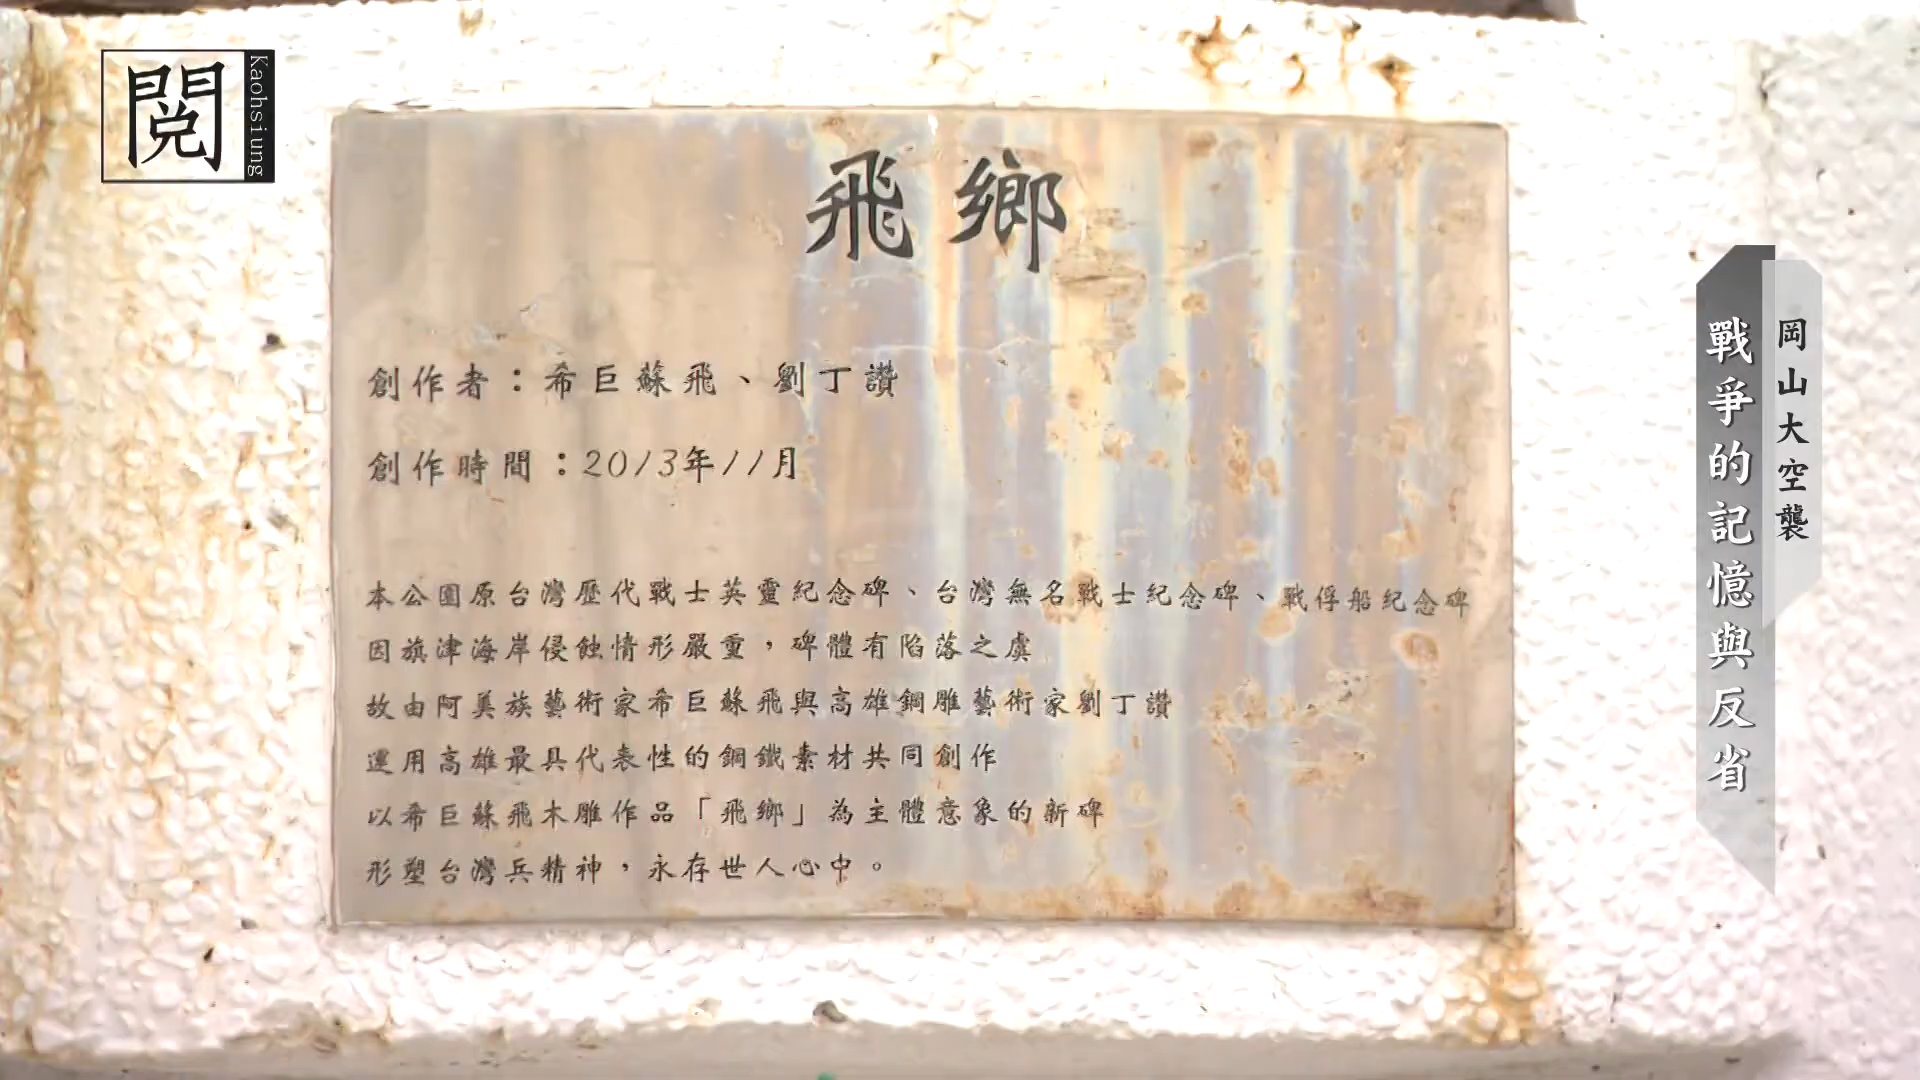 閱
Kaohsiung
飛鄉
創作者：希巨蘇飛、劉丁讚
創作時間：2013年11月
本公園原台灣歷代戰士英靈紀念碑、台灣無名戰士紀念碑、戰俘船紀念碑
因旗津海岸侵蝕情形嚴重，碑體有陷落之虞
故由阿美族藝術家希巨蘇飛與高雄鋼雕藝術家劉丁讚
運用高雄最具代表性的鋼鐵素材共同創作
以希巨蘇飛木雕作品「飛鄉」為主體意象的新碑
形塑台灣兵精神，永存世人心中。
岡山大空襲
戰爭的記憶與反省